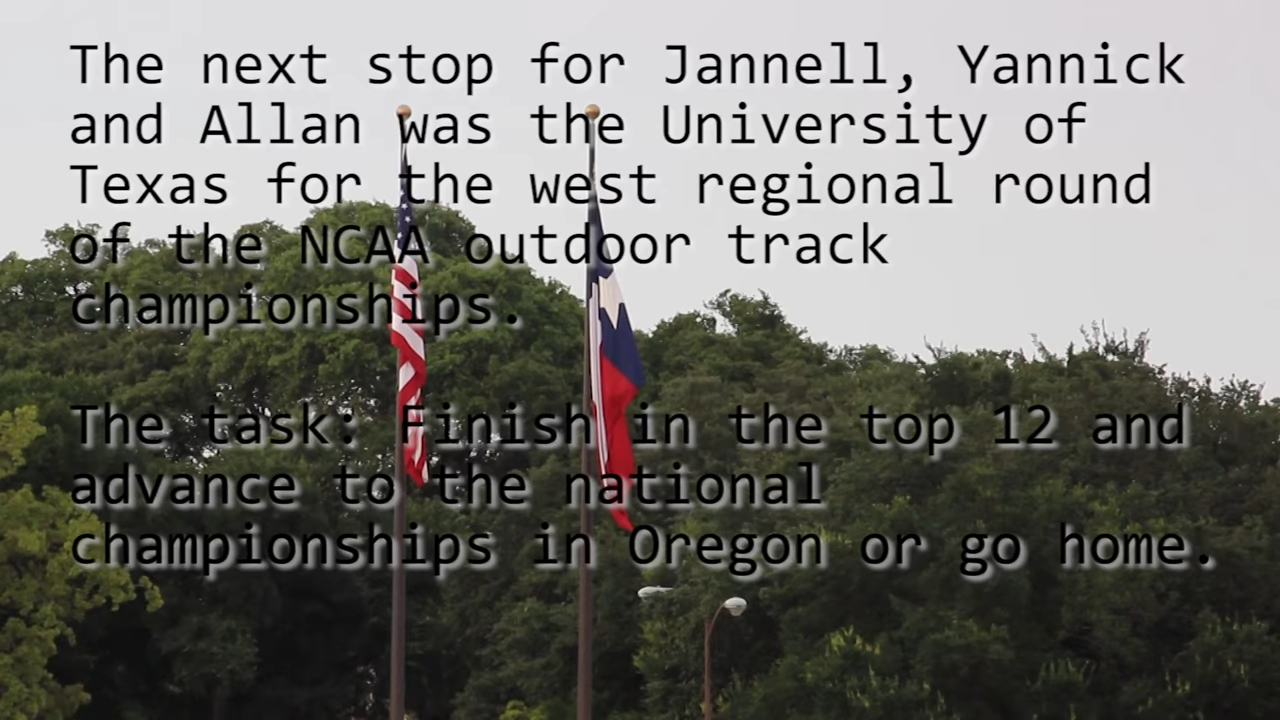 The next stop for Jannell, Yannick
and Allan was the University of
Texas for the west regional round
of the NCAA outdoor track
championships.
The task: Finish in the top 12 and
advance to the national
championships in Oregon or go home.